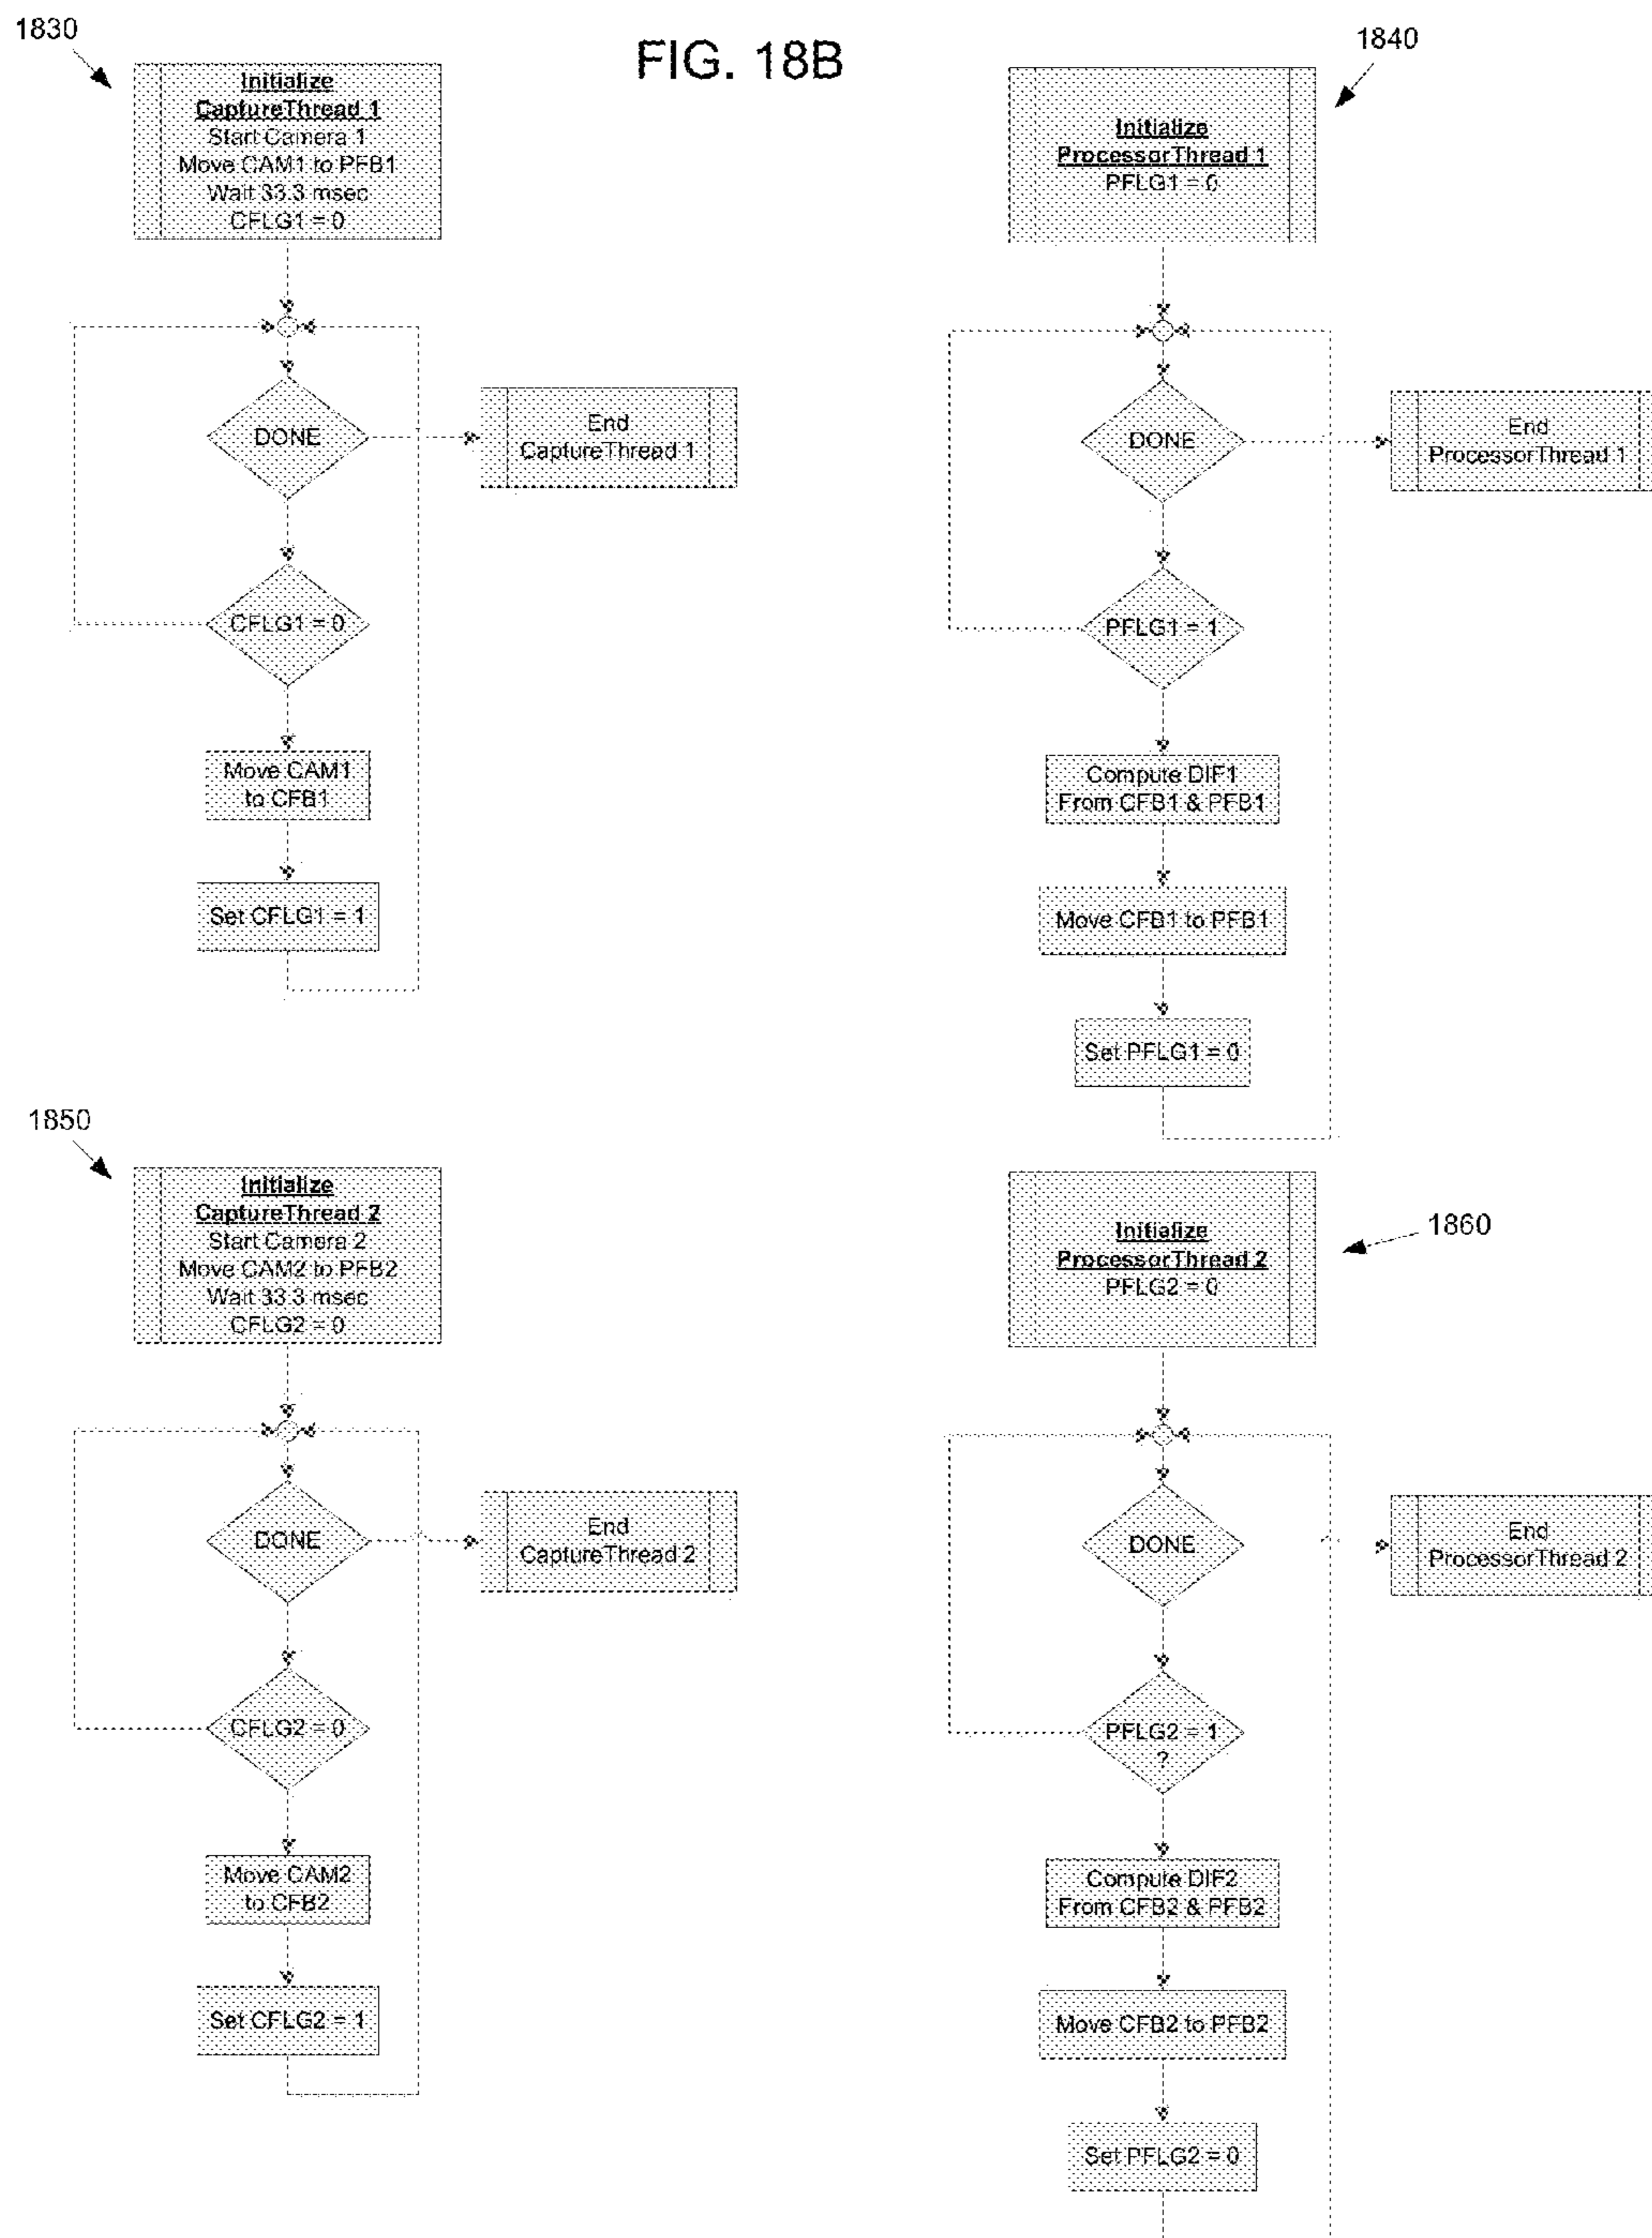 FIG. 18B
1830
Initialize
CaptureThread 1
Start Camera 1
Move CAM1 to PFB1
Wait 33.3 msec
CFLG1 = 0
DONE
End
CaptureThread 1
CFLG1 = 0
Move CAM1
to CFB1
Set CFLG1 = 1
1840
Initialize
ProcessorThread 1
PFLG1 = 0
DONE
End
ProcessorThread 1
PFLG1 = 1
Compute DIF1
From CFB1 & PFB1
Move CFB1 to PFB1
Set PFLG1 = 0
1850
Initialize
CaptureThread 2
Start Camera 2
Move CAM2 to PFB2
Wait 33.3 msec
CFLG2 = 0
DONE
End
CaptureThread 2
CFLG2 = 0
Move CAM2
to CFB2
Set CFLG2 = 1
1860
Initialize
ProcessorThread 2
PFLG2 = 0
DONE
End
ProcessorThread 2
PFLG2 = 1
?
Compute DIF2
From CFB2 & PFB2
Move CFB2 to PFB2
Set PFLG2 = 0